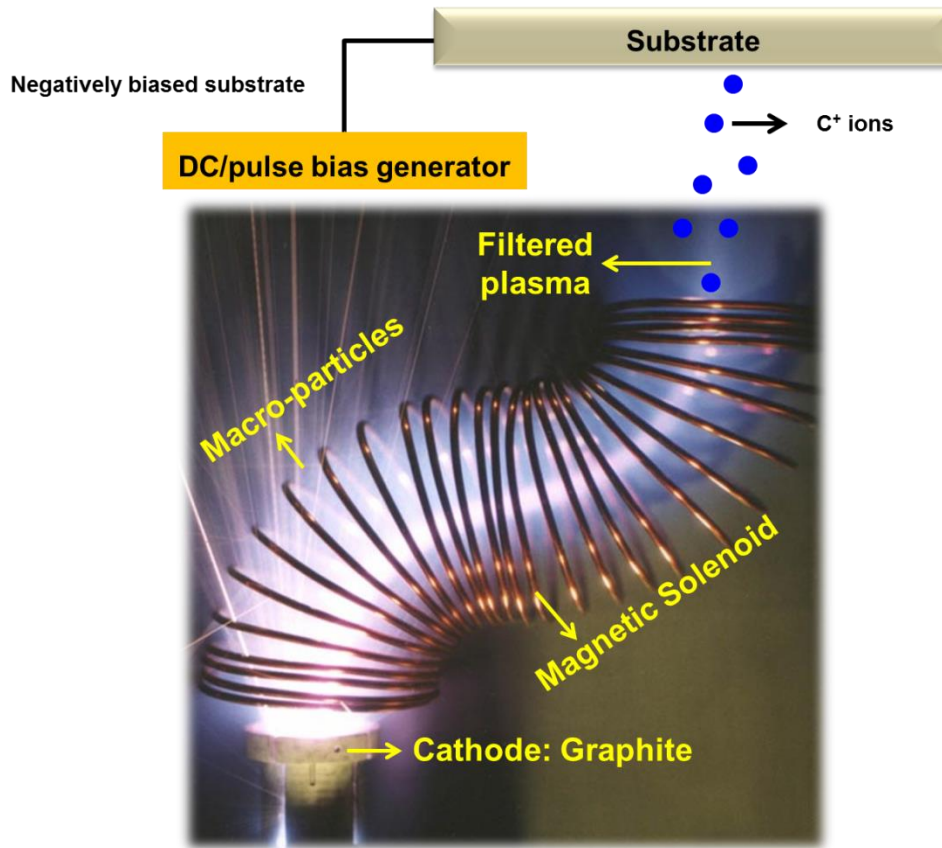 Substrate
Negatively biased substrate
C⁺ ions
DC/pulse bias generator
Filtered
plasma
Macro-particles
Magnetic Solenoid
Cathode: Graphite